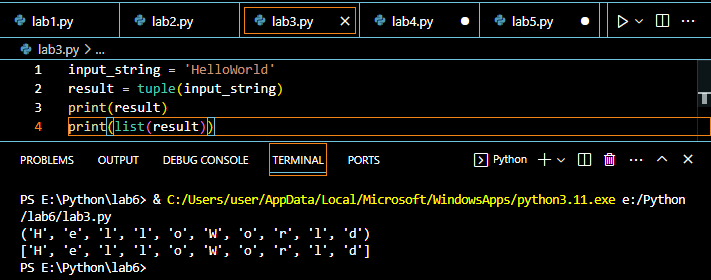 lab1.py lab2.py lab3.py lab4.py lab5.py
lab3.py > ...
1 input_string = 'HelloWorld'
2 result = tuple(input_string)
3 print(result)
4 print(list(result))
PROBLEMS OUTPUT DEBUG CONSOLE TERMINAL PORTS Python
PS E:\Python\lab6> & C:/Users/user/AppData/Local/Microsoft/WindowsApps/python3.11.exe e:/Python
/lab6/lab3.py
('H', 'e', 'l', 'l', 'o', 'W', 'o', 'r', 'l', 'd')
['H', 'e', 'l', 'l', 'o', 'W', 'o', 'r', 'l', 'd']
PS E:\Python\lab6>